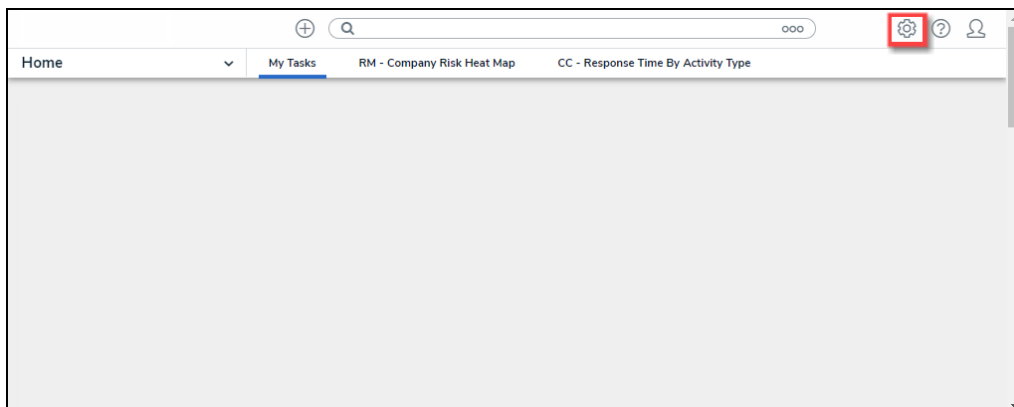 Home
My Tasks
RM - Company Risk Heat Map
CC - Response Time By Activity Type